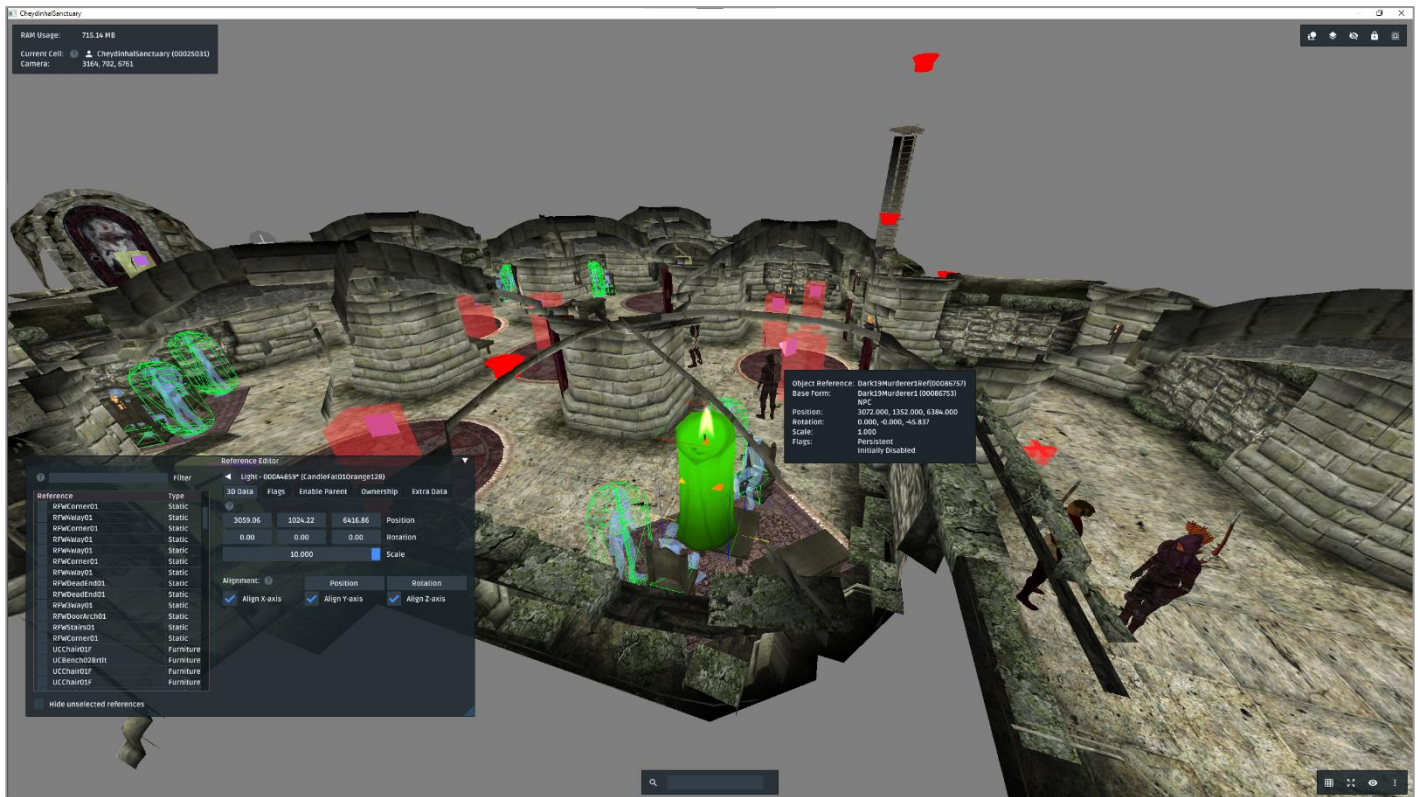 CheydinhalSanctuary
RAM Usage: 715.14 MB
Current Cell: CheydinhalSanctuary (00025031)
Camera: 3164, 702, 6761
Object Reference: Dark19Murderer1Ref(00086757)
Base Form: Dark19Murderer1 (00086753)
NPC
Position: 3072.000, 1352.000, 6384.000
Rotation: 0.000, -0.000, -45.837
Scale: 1.000
Flags: Persistent
Initially Disabled
Reference Editor
Filter
Light - 000A4859* (CandleFat01Orange128)
3D Data Flags Enable Parent Ownership Extra Data
3059.06 1024.22 6416.86 Position
0.00 0.00 0.00 Rotation
10.000 Scale
Alignment: Position Rotation
Align X-axis Align Y-axis Align Z-axis
Reference Type
RFWCorner01 Static
RFW4Way01 Static
RFWCorner01 Static
RFW4Way01 Static
RFW4Way01 Static
RFWCorner01 Static
RFW4Way01 Static
RFWDeadEnd01 Static
RFWDeadEnd01 Static
RFW3Way01 Static
RFWDoorArch01 Static
RFWStairs01 Static
RFWCorner01 Static
UCChair01F Furniture
UCBench02BrtIt Furniture
UCChair01F Furniture
UCChair01F Furniture
Hide unselected references